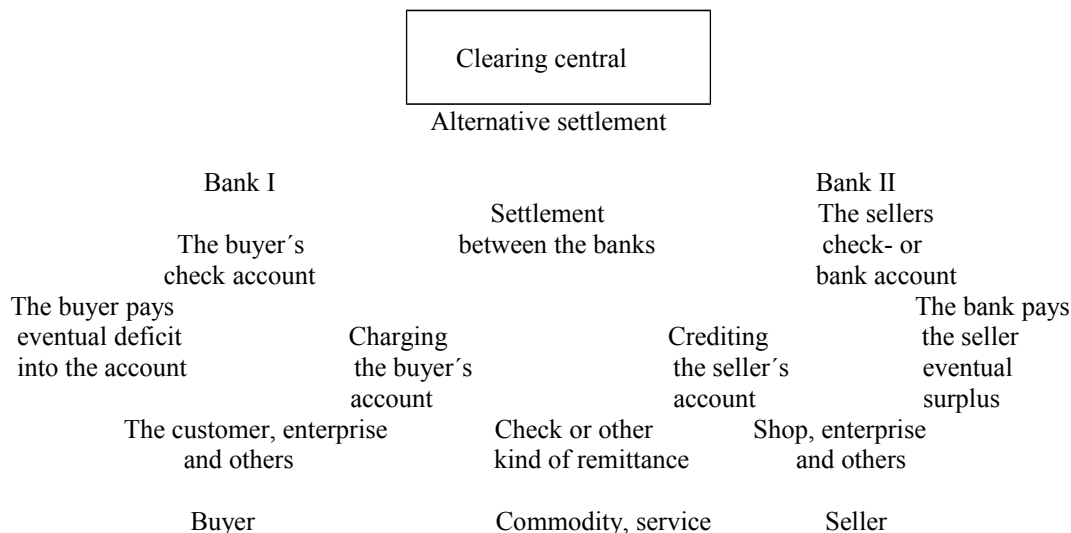 Clearing central
Alternative settlement
Bank I Bank II
Settlement The sellers
The buyer´s between the banks check- or
check account bank account
The buyer pays The bank pays
eventual deficit Charging Crediting the seller
into the account the buyer´s the seller´s eventual
account account surplus
The customer, enterprise Check or other Shop, enterprise
and others kind of remittance and others
Buyer Commodity, service Seller